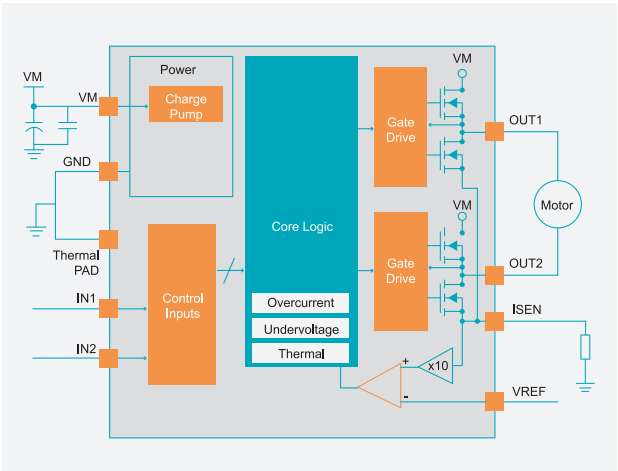 VM
VM
Power
Charge
Pump
GND
Thermal
PAD
IN1
IN2
Control
Inputs
Core Logic
Overcurrent
Undervoltage
Thermal
VM
Gate
Drive
OUT1
Motor
VM
Gate
Drive
OUT2
ISEN
x10
+
-
VREF